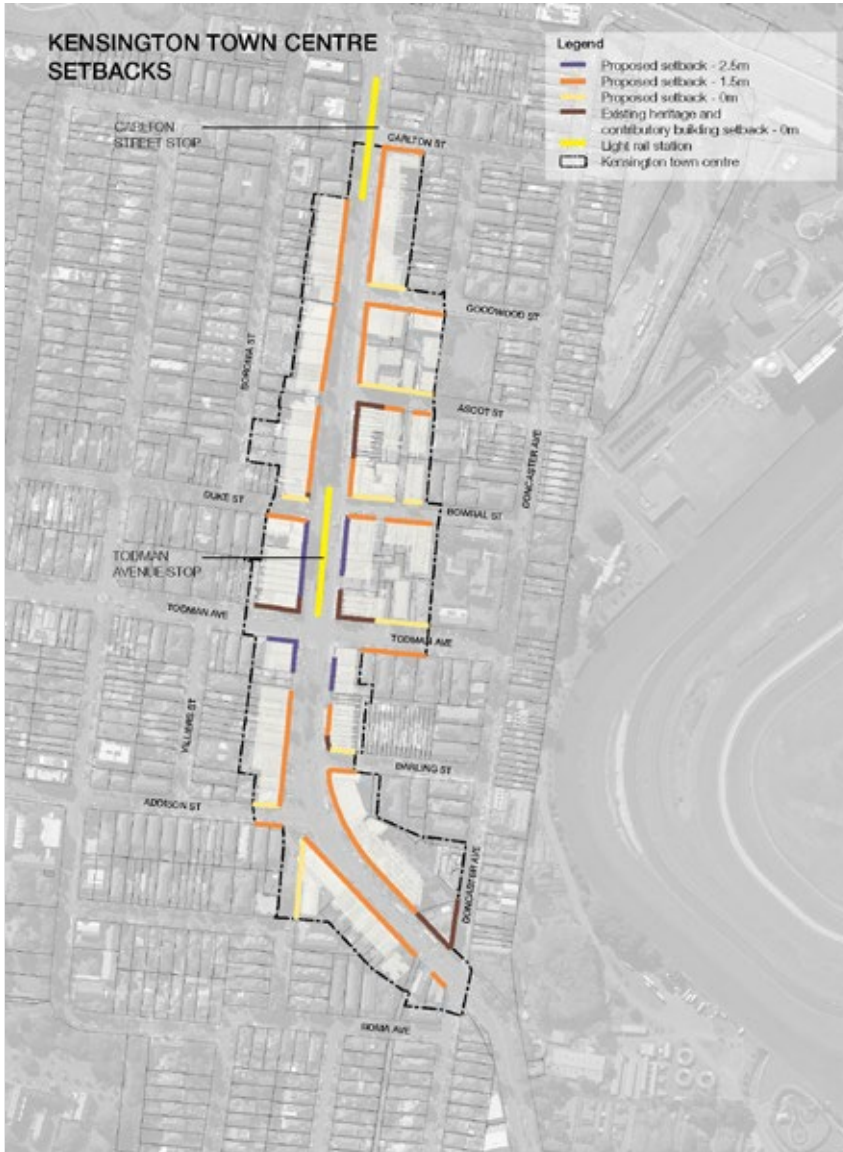 KENSINGTON TOWN CENTRE
SETBACKS
Legend
Proposed setback - 2.5m
Proposed setback - 1.5m
Proposed setback - 0m
Existing heritage and
contributory building setback - 0m
Light rail station
Kensington town centre
CARLTON
STREET STOP
CARLTON ST
GOODWOOD ST
BOROMIA ST
ASCOT ST
DONCASTER AVE
DUKE ST
BOWRAL ST
TODMAN
AVENUE STOP
TODMAN AVE
TODMAN AVE
VILLIERS ST
DARLING ST
ADDISON ST
DONCASTER AVE
ROMA AVE